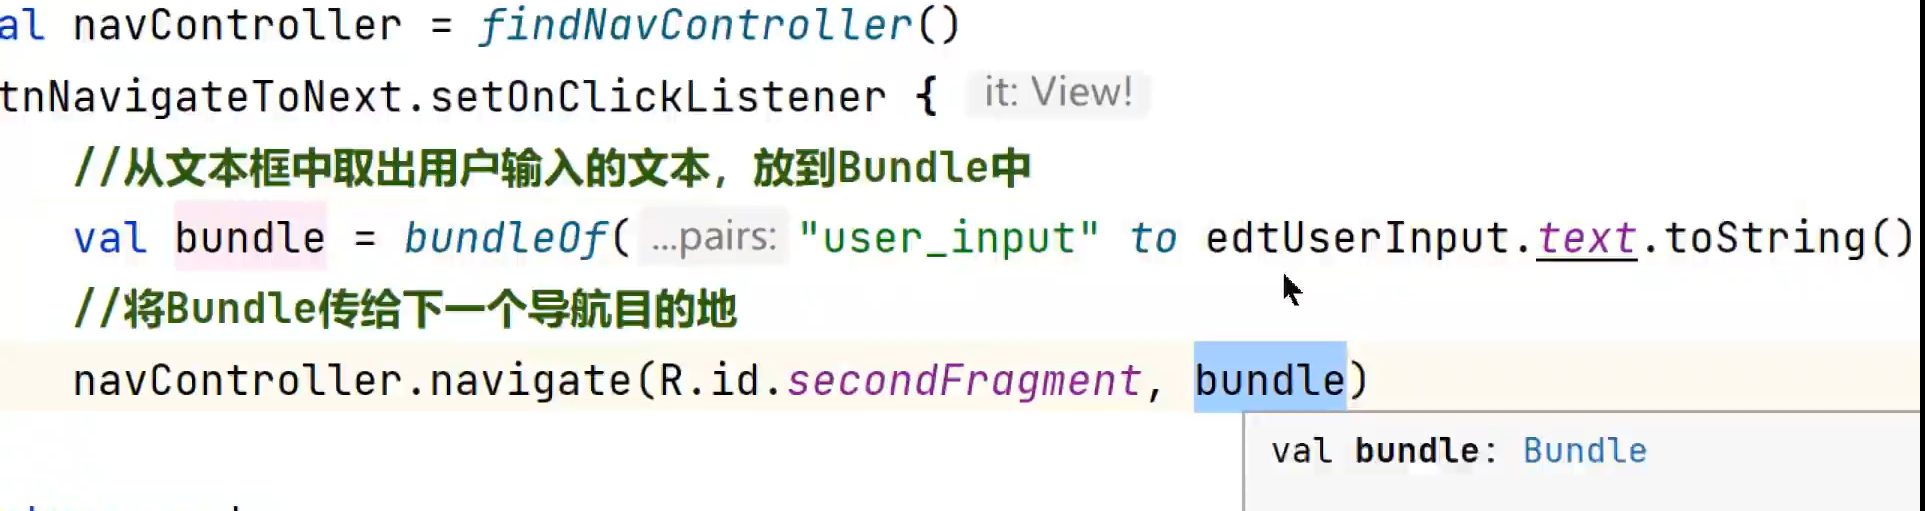 al navController = findNavController()
tnNavigateToNext.setOnClickListener { it: View!
//从文本框中取出用户输入的文本，放到Bundle中
val bundle = bundleOf( ...pairs: "user_input" to edtUserInput.text.toString()
//将Bundle传给下一个导航目的地
navController.navigate(R.id.secondFragment, bundle)
val bundle: Bundle